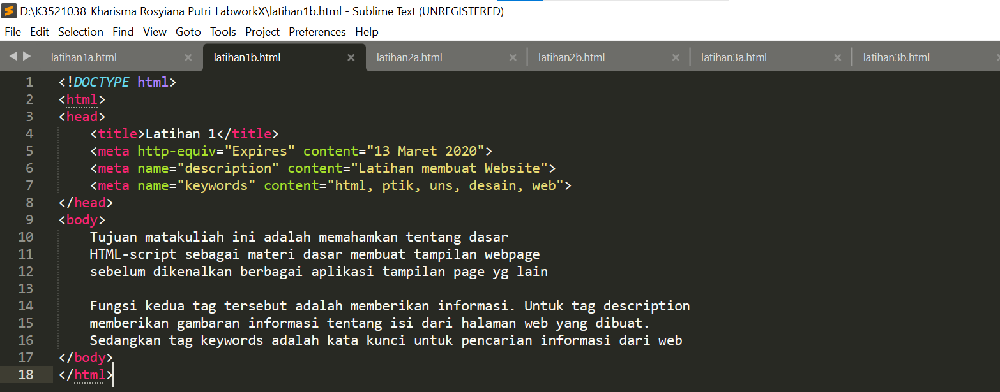 D:\K3521038_Kharisma Rosyiana Putri_LabworkX\latihan1b.html - Sublime Text (UNREGISTERED)
File Edit Selection Find View Goto Tools Project Preferences Help
latihan1a.html × latihan1b.html × latihan2a.html × latihan2b.html × latihan3a.html × latihan3b.html
1 <!DOCTYPE html>
2 <html>
3 <head>
4 <title>Latihan 1</title>
5 <meta http-equiv="Expires" content="13 Maret 2020">
6 <meta name="description" content="Latihan membuat Website">
7 <meta name="keywords" content="html, ptik, uns, desain, web">
8 </head>
9 <body>
10 Tujuan matakuliah ini adalah memahamkan tentang dasar
11 HTML-script sebagai materi dasar membuat tampilan webpage
12 sebelum dikenalkan berbagai aplikasi tampilan page yg lain
13
14 Fungsi kedua tag tersebut adalah memberikan informasi. Untuk tag description
15 memberikan gambaran informasi tentang isi dari halaman web yang dibuat.
16 Sedangkan tag keywords adalah kata kunci untuk pencarian informasi dari web
17 </body>
18 </html>